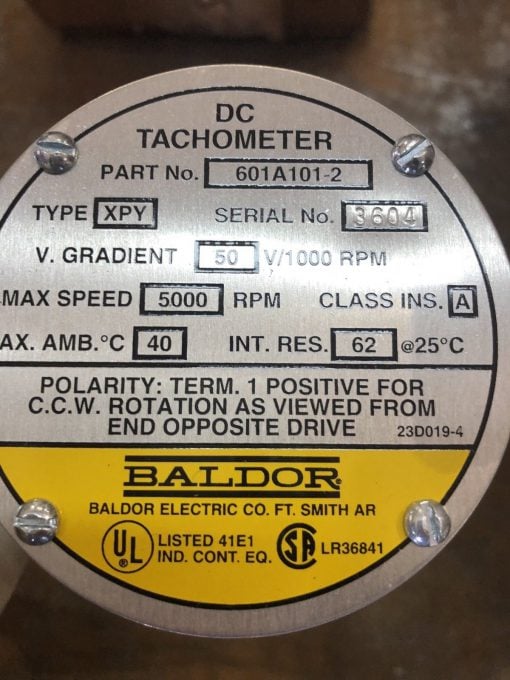 DC
TACHOMETER
PART No. 601A101-2
TYPE XPY SERIAL No. 3604
V. GRADIENT 50 V/1000 RPM
MAX SPEED 5000 RPM CLASS INS. A
AX. AMB.°C 40 INT. RES. 62 @25°C
POLARITY: TERM. 1 POSITIVE FOR
C.C.W. ROTATION AS VIEWED FROM
END OPPOSITE DRIVE 23D019-4
BALDOR
BALDOR ELECTRIC CO. FT. SMITH AR
UL LISTED 41E1 SA LR36841
IND. CONT. EQ.